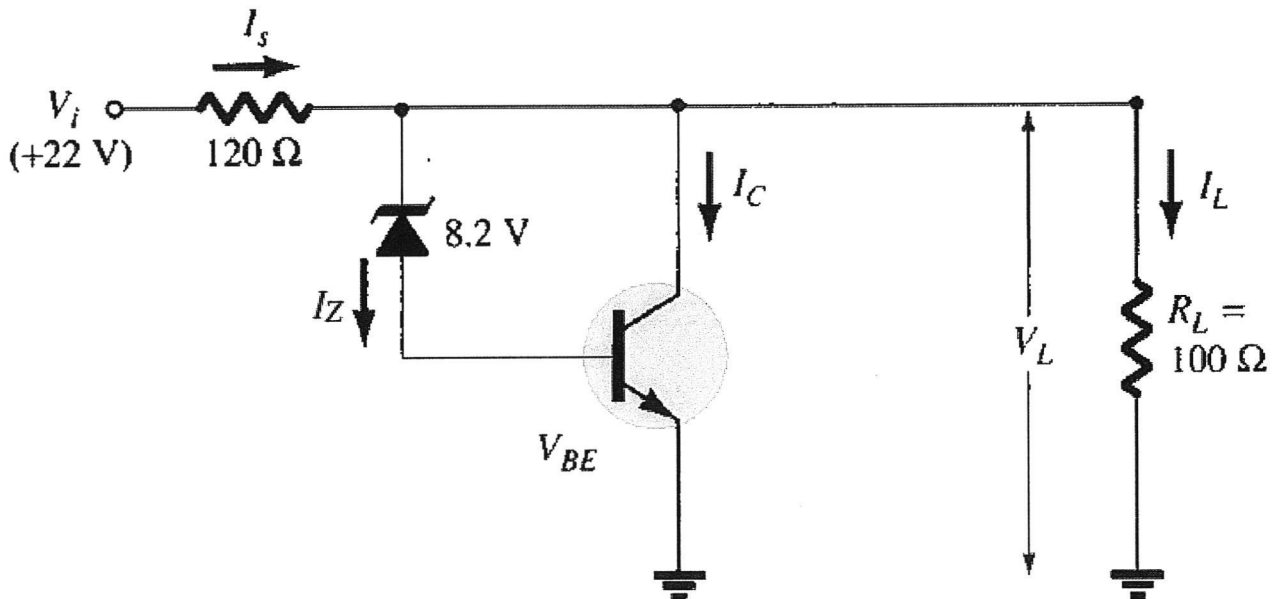 I_s
V_i
(+22 V)
120 Ω
8.2 V
I_C
I_L
I_Z
V_BE
V_L
R_L =
100 Ω